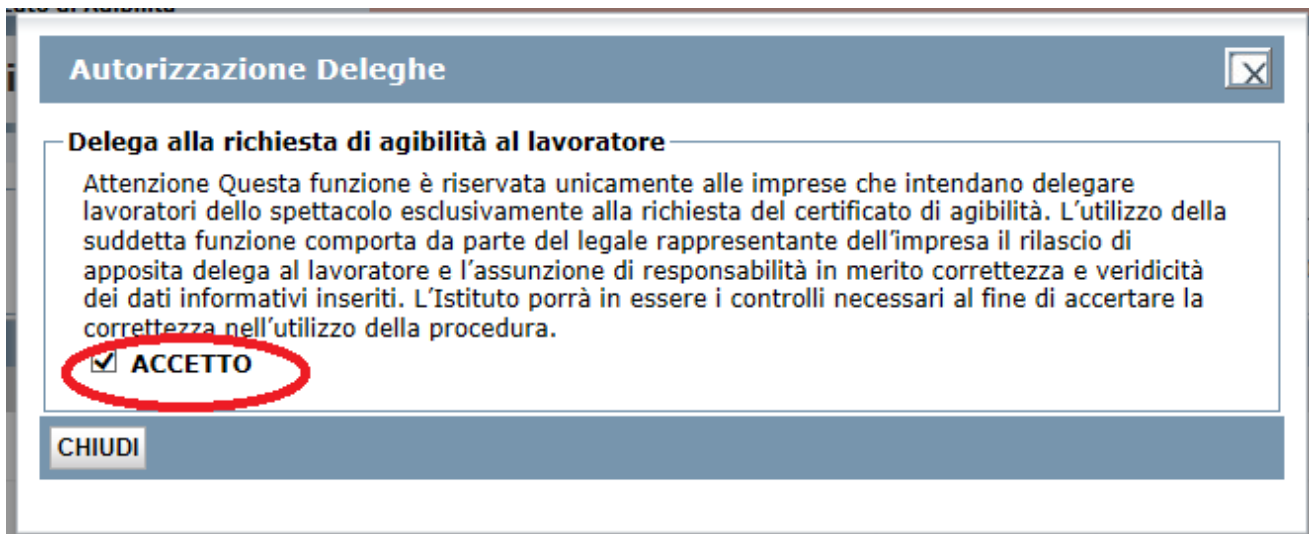 Autorizzazione Deleghe
Delega alla richiesta di agibilità al lavoratore
Attenzione Questa funzione è riservata unicamente alle imprese che intendano delegare
lavoratori dello spettacolo esclusivamente alla richiesta del certificato di agibilità. L´utilizzo della
suddetta funzione comporta da parte del legale rappresentante dell´impresa il rilascio di
apposita delega al lavoratore e l´assunzione di responsabilità in merito correttezza e veridicità
dei dati informativi inseriti. L´Istituto porrà in essere i controlli necessari al fine di accertare la
correttezza nell´utilizzo della procedura.
ACCETTO
CHIUDI